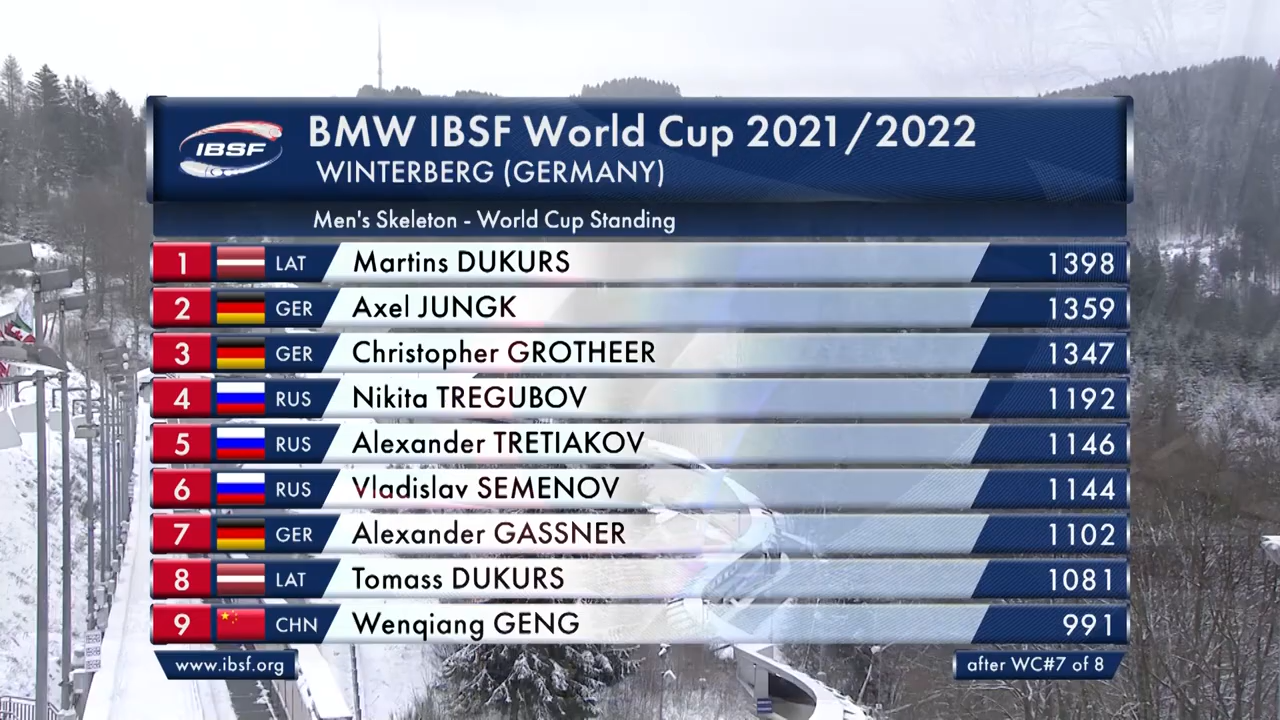 IBSF
BMW IBSF World Cup 2021/2022
WINTERBERG (GERMANY)
Men's Skeleton - World Cup Standing
1 LAT Martins DUKURS 1398
2 GER Axel JUNGK 1359
3 GER Christopher GROTHEER 1347
4 RUS Nikita TREGUBOV 1192
5 RUS Alexander TRETIAKOV 1146
6 RUS Vladislav SEMENOV 1144
7 GER Alexander GASSNER 1102
8 LAT Tomass DUKURS 1081
9 CHN Wenqiang GENG 991
www.ibsf.org
after WC#7 of 8